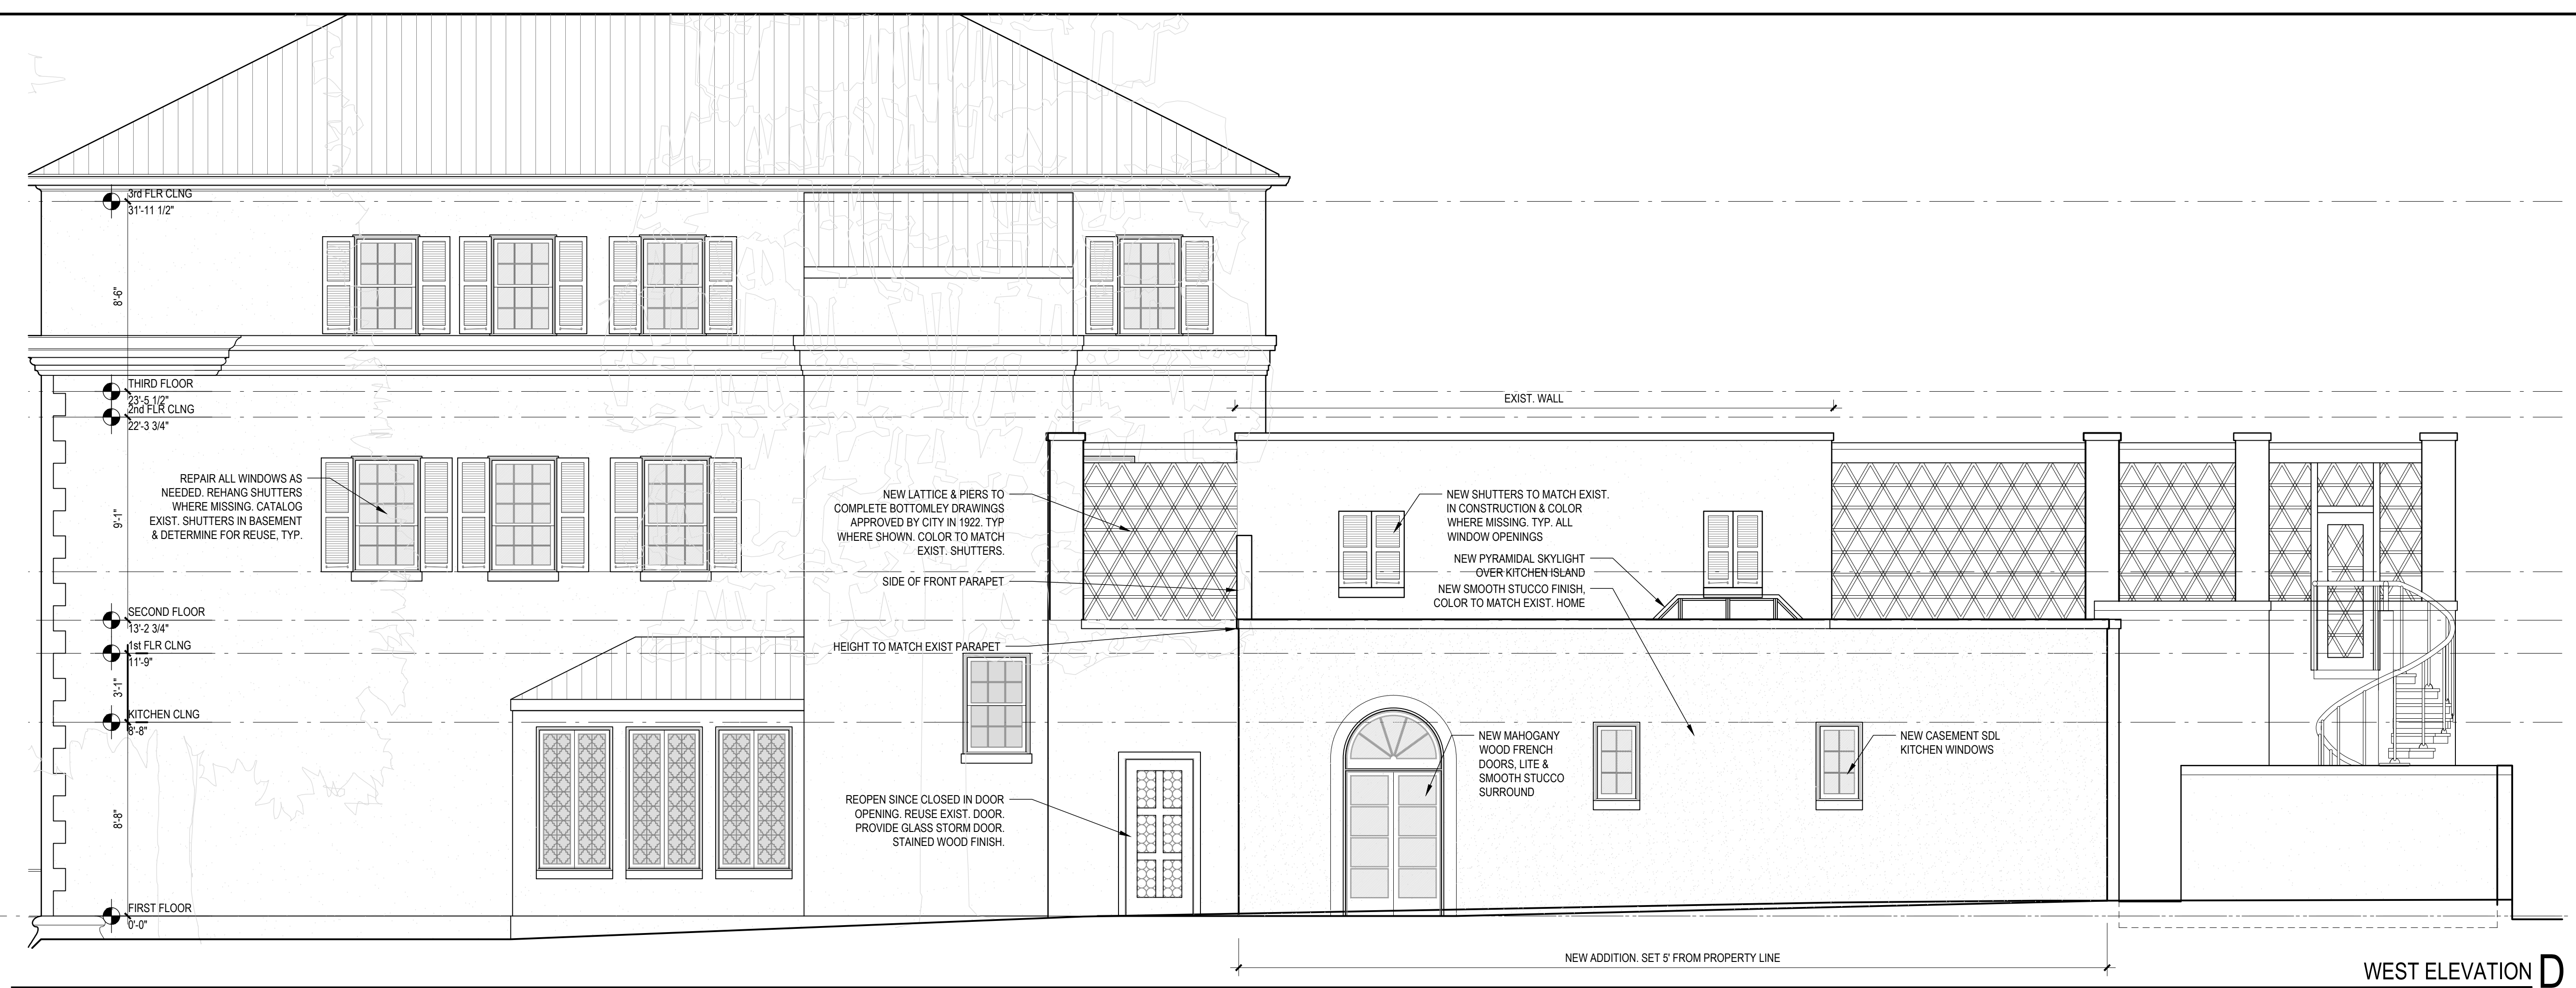 3rd FLR CLNG
31'-11 1/2"
8'-6"
THIRD FLOOR
23'-5 1/2"
2nd FLR CLNG
22'-3 3/4"
EXIST. WALL
REPAIR ALL WINDOWS AS
NEEDED. REHANG SHUTTERS
WHERE MISSING. CATALOG
EXIST. SHUTTERS IN BASEMENT
& DETERMINE FOR REUSE, TYP.
9'-1"
NEW LATTICE & PIERS TO
COMPLETE BOTTOMLEY DRAWINGS
APPROVED BY CITY IN 1922. TYP
WHERE SHOWN. COLOR TO MATCH
EXIST. SHUTTERS.
NEW SHUTTERS TO MATCH EXIST.
IN CONSTRUCTION & COLOR
WHERE MISSING. TYP. ALL
WINDOW OPENINGS
NEW PYRAMIDAL SKYLIGHT
OVER KITCHEN ISLAND
NEW SMOOTH STUCCO FINISH,
COLOR TO MATCH EXIST. HOME
SIDE OF FRONT PARAPET
SECOND FLOOR
13'-2 3/4"
1st FLR CLNG
11'-9"
HEIGHT TO MATCH EXIST PARAPET
3'-1"
KITCHEN CLNG
8'-8"
NEW MAHOGANY
WOOD FRENCH
DOORS, LITE &
SMOOTH STUCCO
SURROUND
NEW CASEMENT SDL
KITCHEN WINDOWS
REOPEN SINCE CLOSED IN DOOR
OPENING. REUSE EXIST. DOOR.
PROVIDE GLASS STORM DOOR.
STAINED WOOD FINISH.
8'-8"
FIRST FLOOR
0'-0"
NEW ADDITION. SET 5' FROM PROPERTY LINE
WEST ELEVATION D